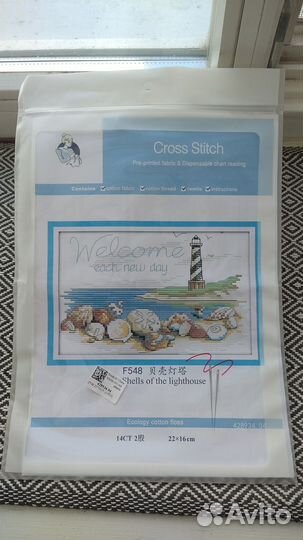 Cross Stitch
Pre-printed fabric & Dispensable chart reading
Contains cotton fabric cotton thread needle instructions
Welcome
each new day
F548 贝壳灯塔
Shells of the lighthouse
Ecology cotton floss
14CT 2股 22×16cm
Avito